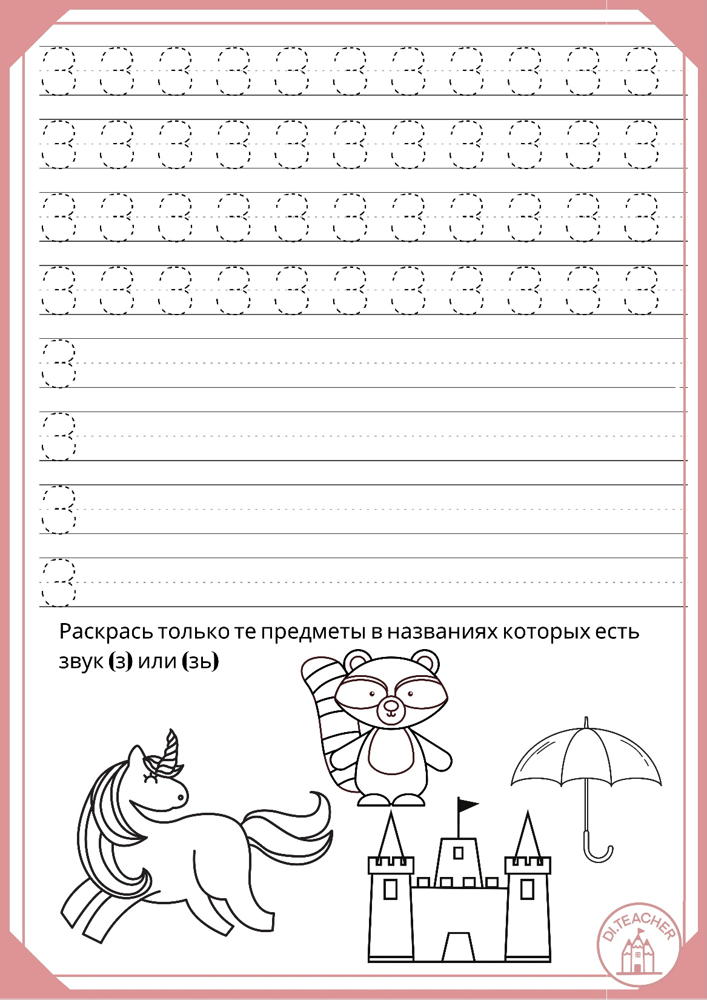 З З З З З З З З З З З
З З З З З З З З З З З
З З З З З З З З З З З
З З З З З З З З З З З
З
З
З
З
Раскрась только те предметы в названиях которых есть
звук (з) или (зь)
DI.TEACHER